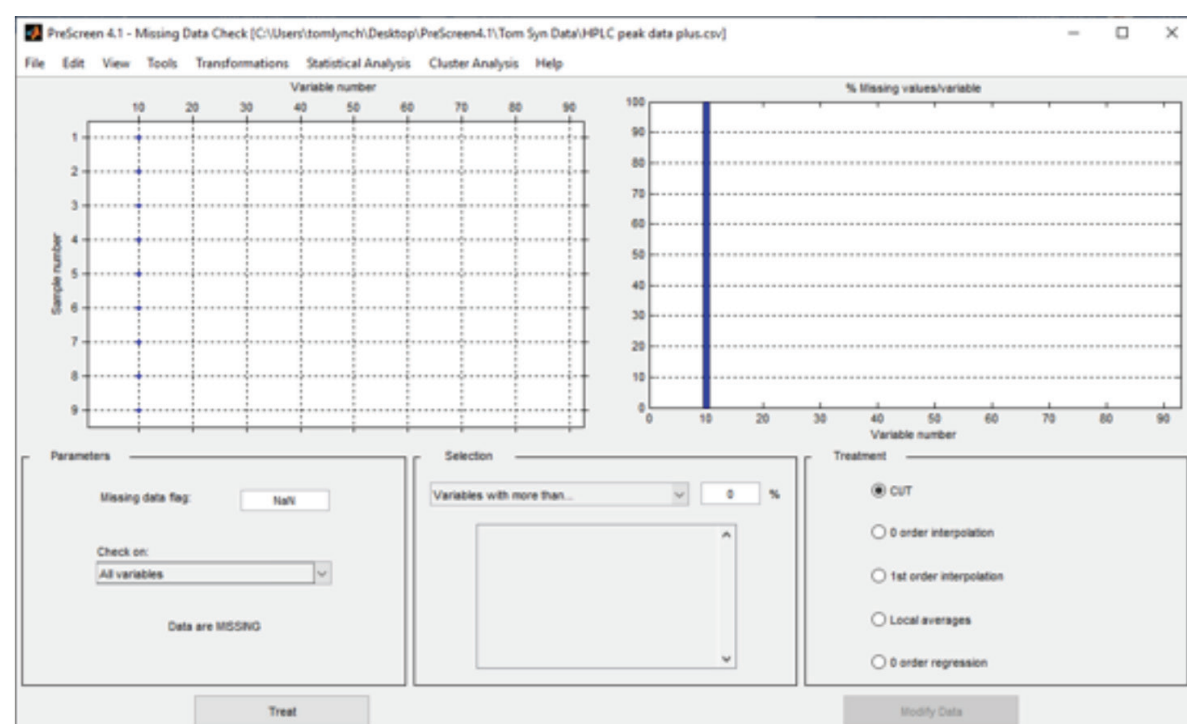 PreScreen 4.1 - Missing Data Check [C:\Users\tomlynch\Desktop\PreScreen4.1\Tom Syn Data\HPLC peak data plus.csv]
File Edit View Tools Transformations Statistical Analysis Cluster Analysis Help
Variable number
10 20 30 40 50 60 70 80 90
Sample number
1
2
3
4
5
6
7
8
9
% Missing values/variable
100
90
80
70
60
50
40
30
20
10
0
0 10 20 30 40 50 60 70 80 90
Variable number
Parameters
Missing data flag: NaN
Check on:
All variables
Data are MISSING
Treat
Selection
Variables with more than... 0 %
Treatment
CUT
0 order interpolation
1st order interpolation
Local averages
0 order regression
Modify Data